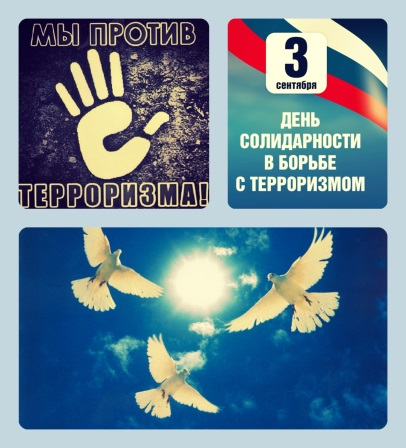 МЫ ПРОТИВ
ТЕРРОРИЗМА!
3
сентября
ДЕНЬ
СОЛИДАРНОСТИ
В БОРЬБЕ
С ТЕРРОРИЗМОМ